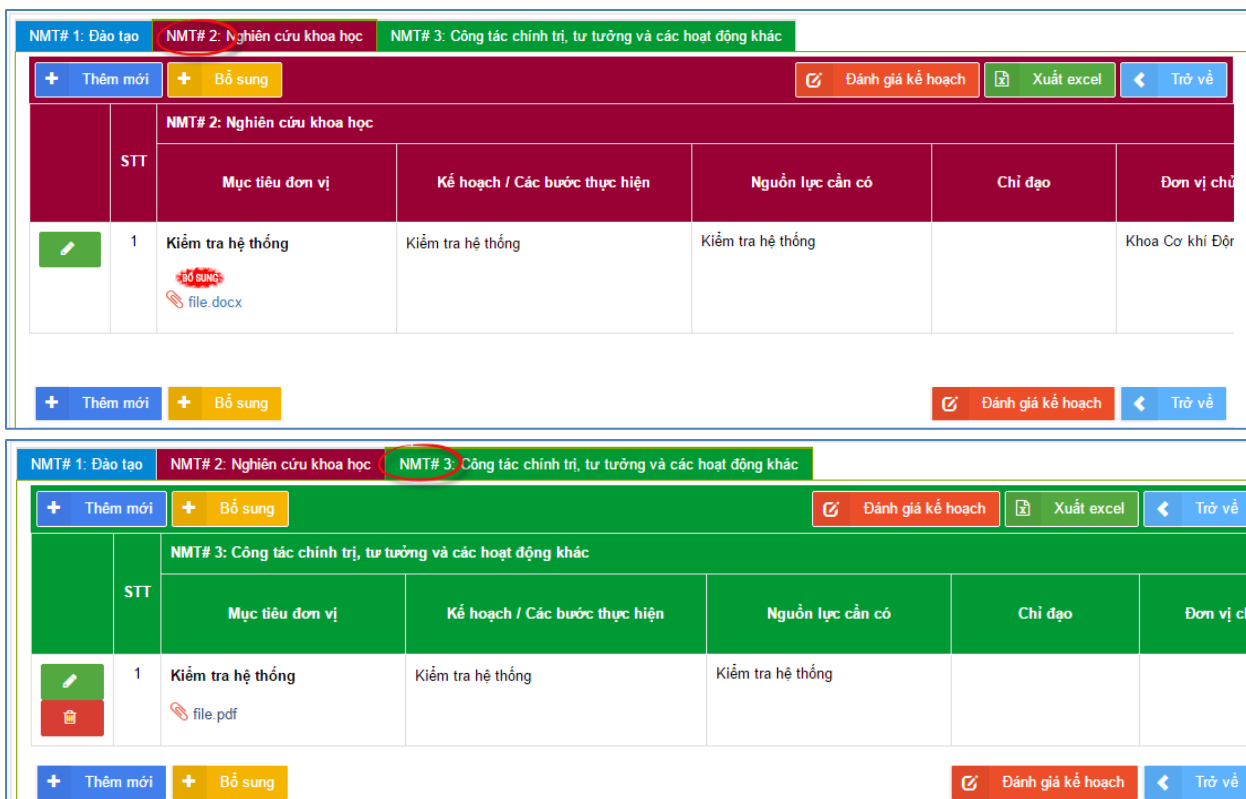 NMT# 1: Đào tạo NMT# 2: Nghiên cứu khoa học NMT# 3: Công tác chính trị, tư tưởng và các hoạt động khác
+ Thêm mới + Bổ sung Đánh giá kế hoạch Xuất excel Trở về
NMT# 2: Nghiên cứu khoa học
STT Mục tiêu đơn vị Kế hoạch / Các bước thực hiện Nguồn lực cần có Chỉ đạo Đơn vị chủ
1 Kiểm tra hệ thống Kiểm tra hệ thống Kiểm tra hệ thống Khoa Cơ khí Độn
BỔ SUNG
file.docx
+ Thêm mới + Bổ sung Đánh giá kế hoạch Trở về
NMT# 1: Đào tạo NMT# 2: Nghiên cứu khoa học NMT# 3: Công tác chính trị, tư tưởng và các hoạt động khác
+ Thêm mới + Bổ sung Đánh giá kế hoạch Xuất excel Trở về
NMT# 3: Công tác chính trị, tư tưởng và các hoạt động khác
STT Mục tiêu đơn vị Kế hoạch / Các bước thực hiện Nguồn lực cần có Chỉ đạo Đơn vị ch
1 Kiểm tra hệ thống Kiểm tra hệ thống Kiểm tra hệ thống
file.pdf
+ Thêm mới + Bổ sung Đánh giá kế hoạch Trở về